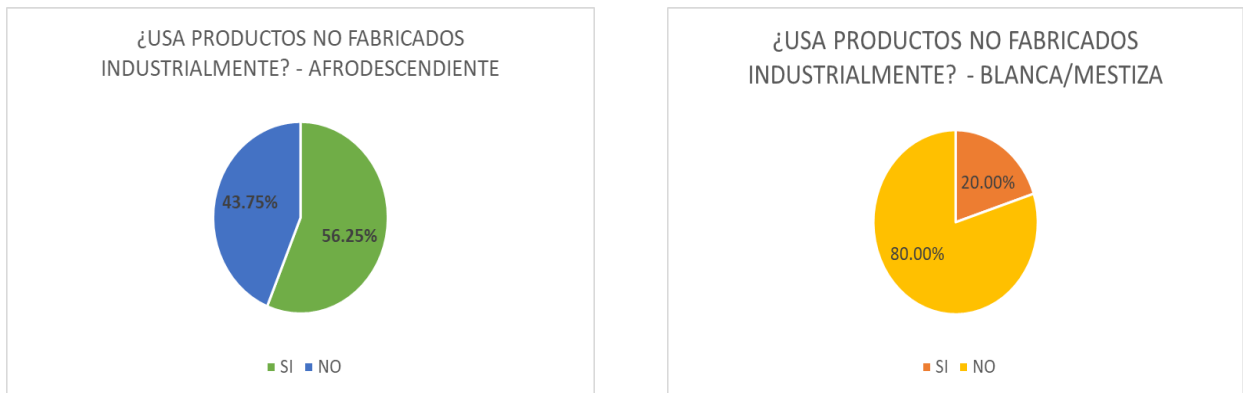 ¿USA PRODUCTOS NO FABRICADOS
INDUSTRIALMENTE? - AFRODESCENDIENTE
43.75%
56.25%
SI NO
¿USA PRODUCTOS NO FABRICADOS
INDUSTRIALMENTE? - BLANCA/MESTIZA
20.00%
80.00%
SI NO